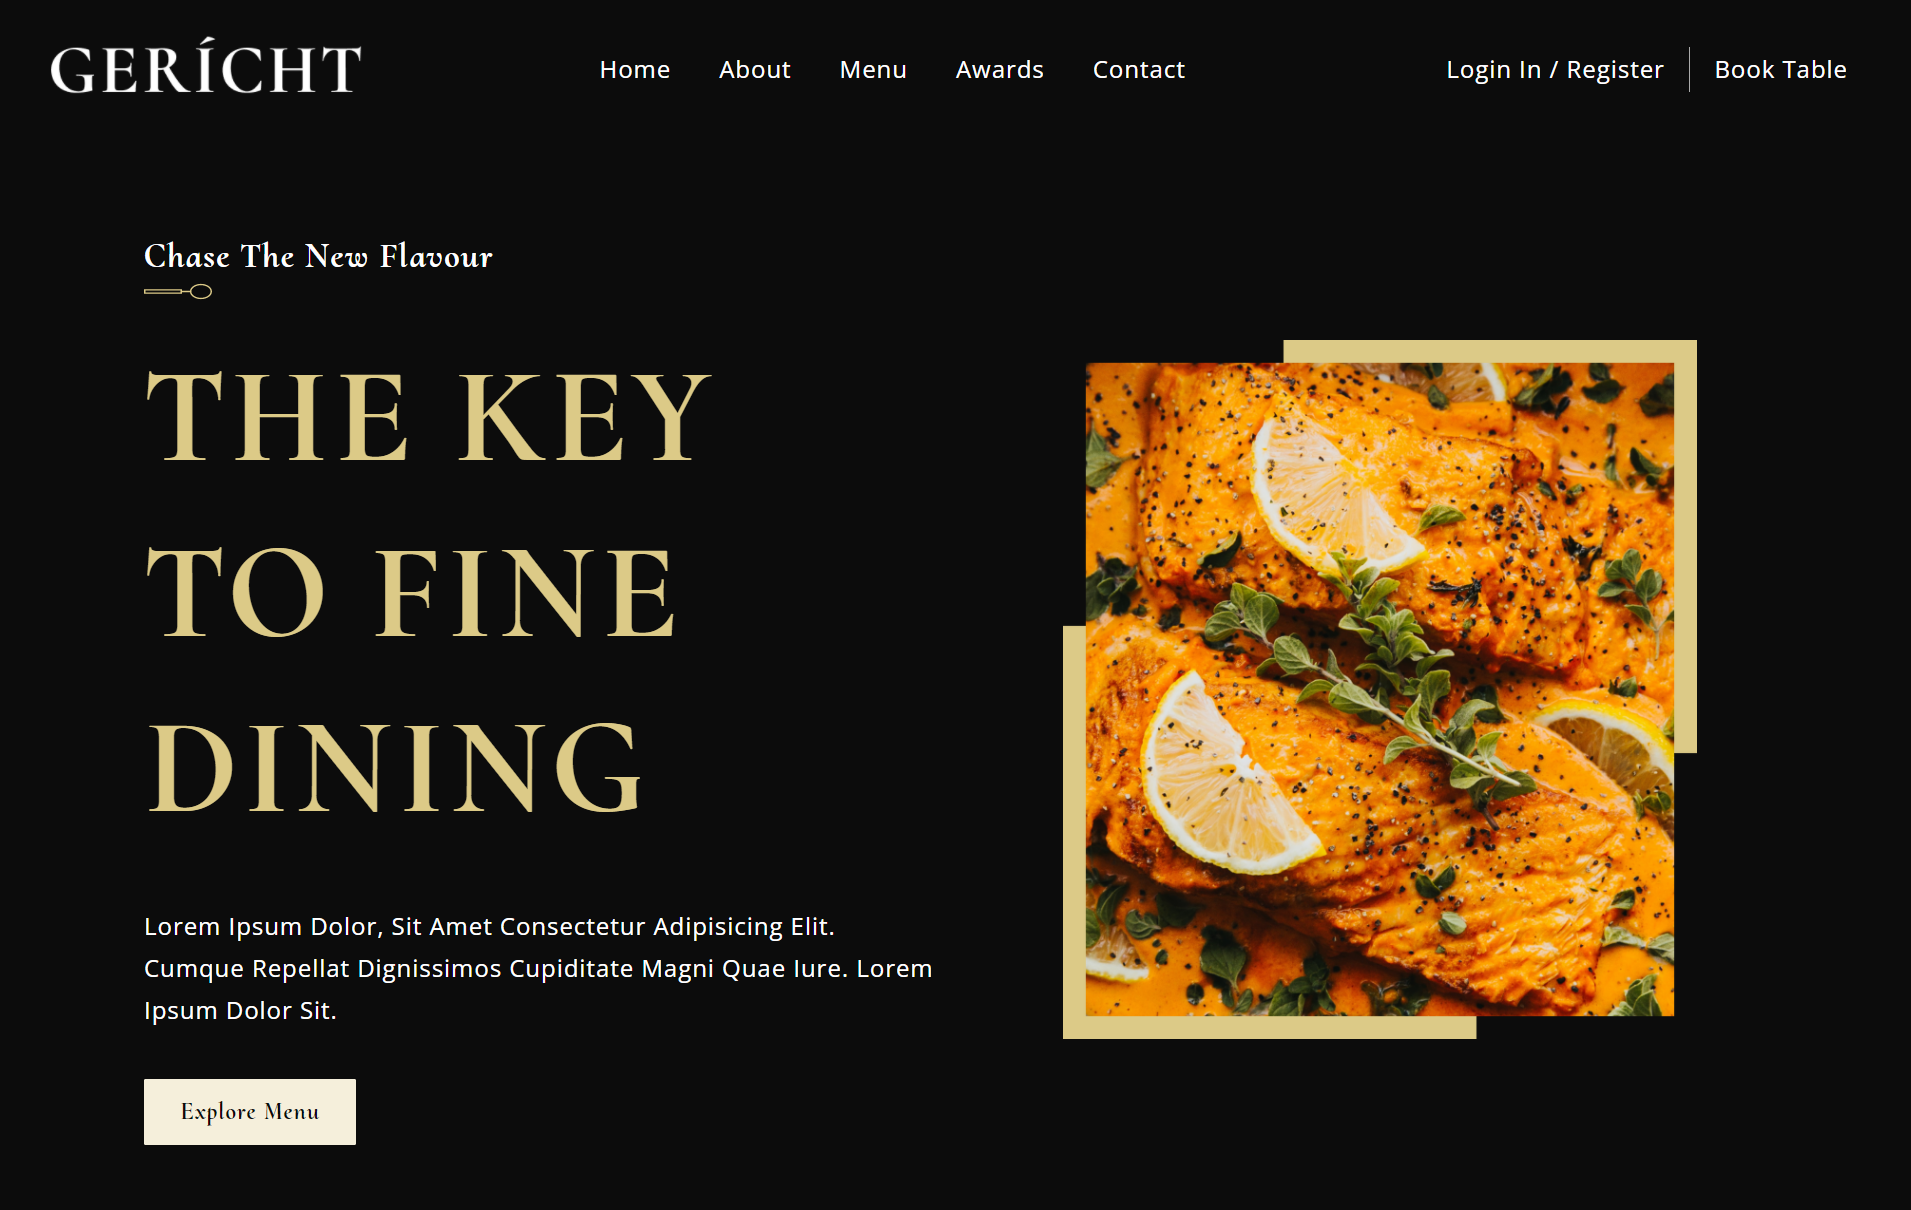 GERÍCHT
Home About Menu Awards Contact
Login In / Register Book Table
Chase The New Flavour
THE KEY
TO FINE
DINING
Lorem Ipsum Dolor, Sit Amet Consectetur Adipisicing Elit.
Cumque Repellat Dignissimos Cupiditate Magni Quae Iure. Lorem
Ipsum Dolor Sit.
Explore Menu